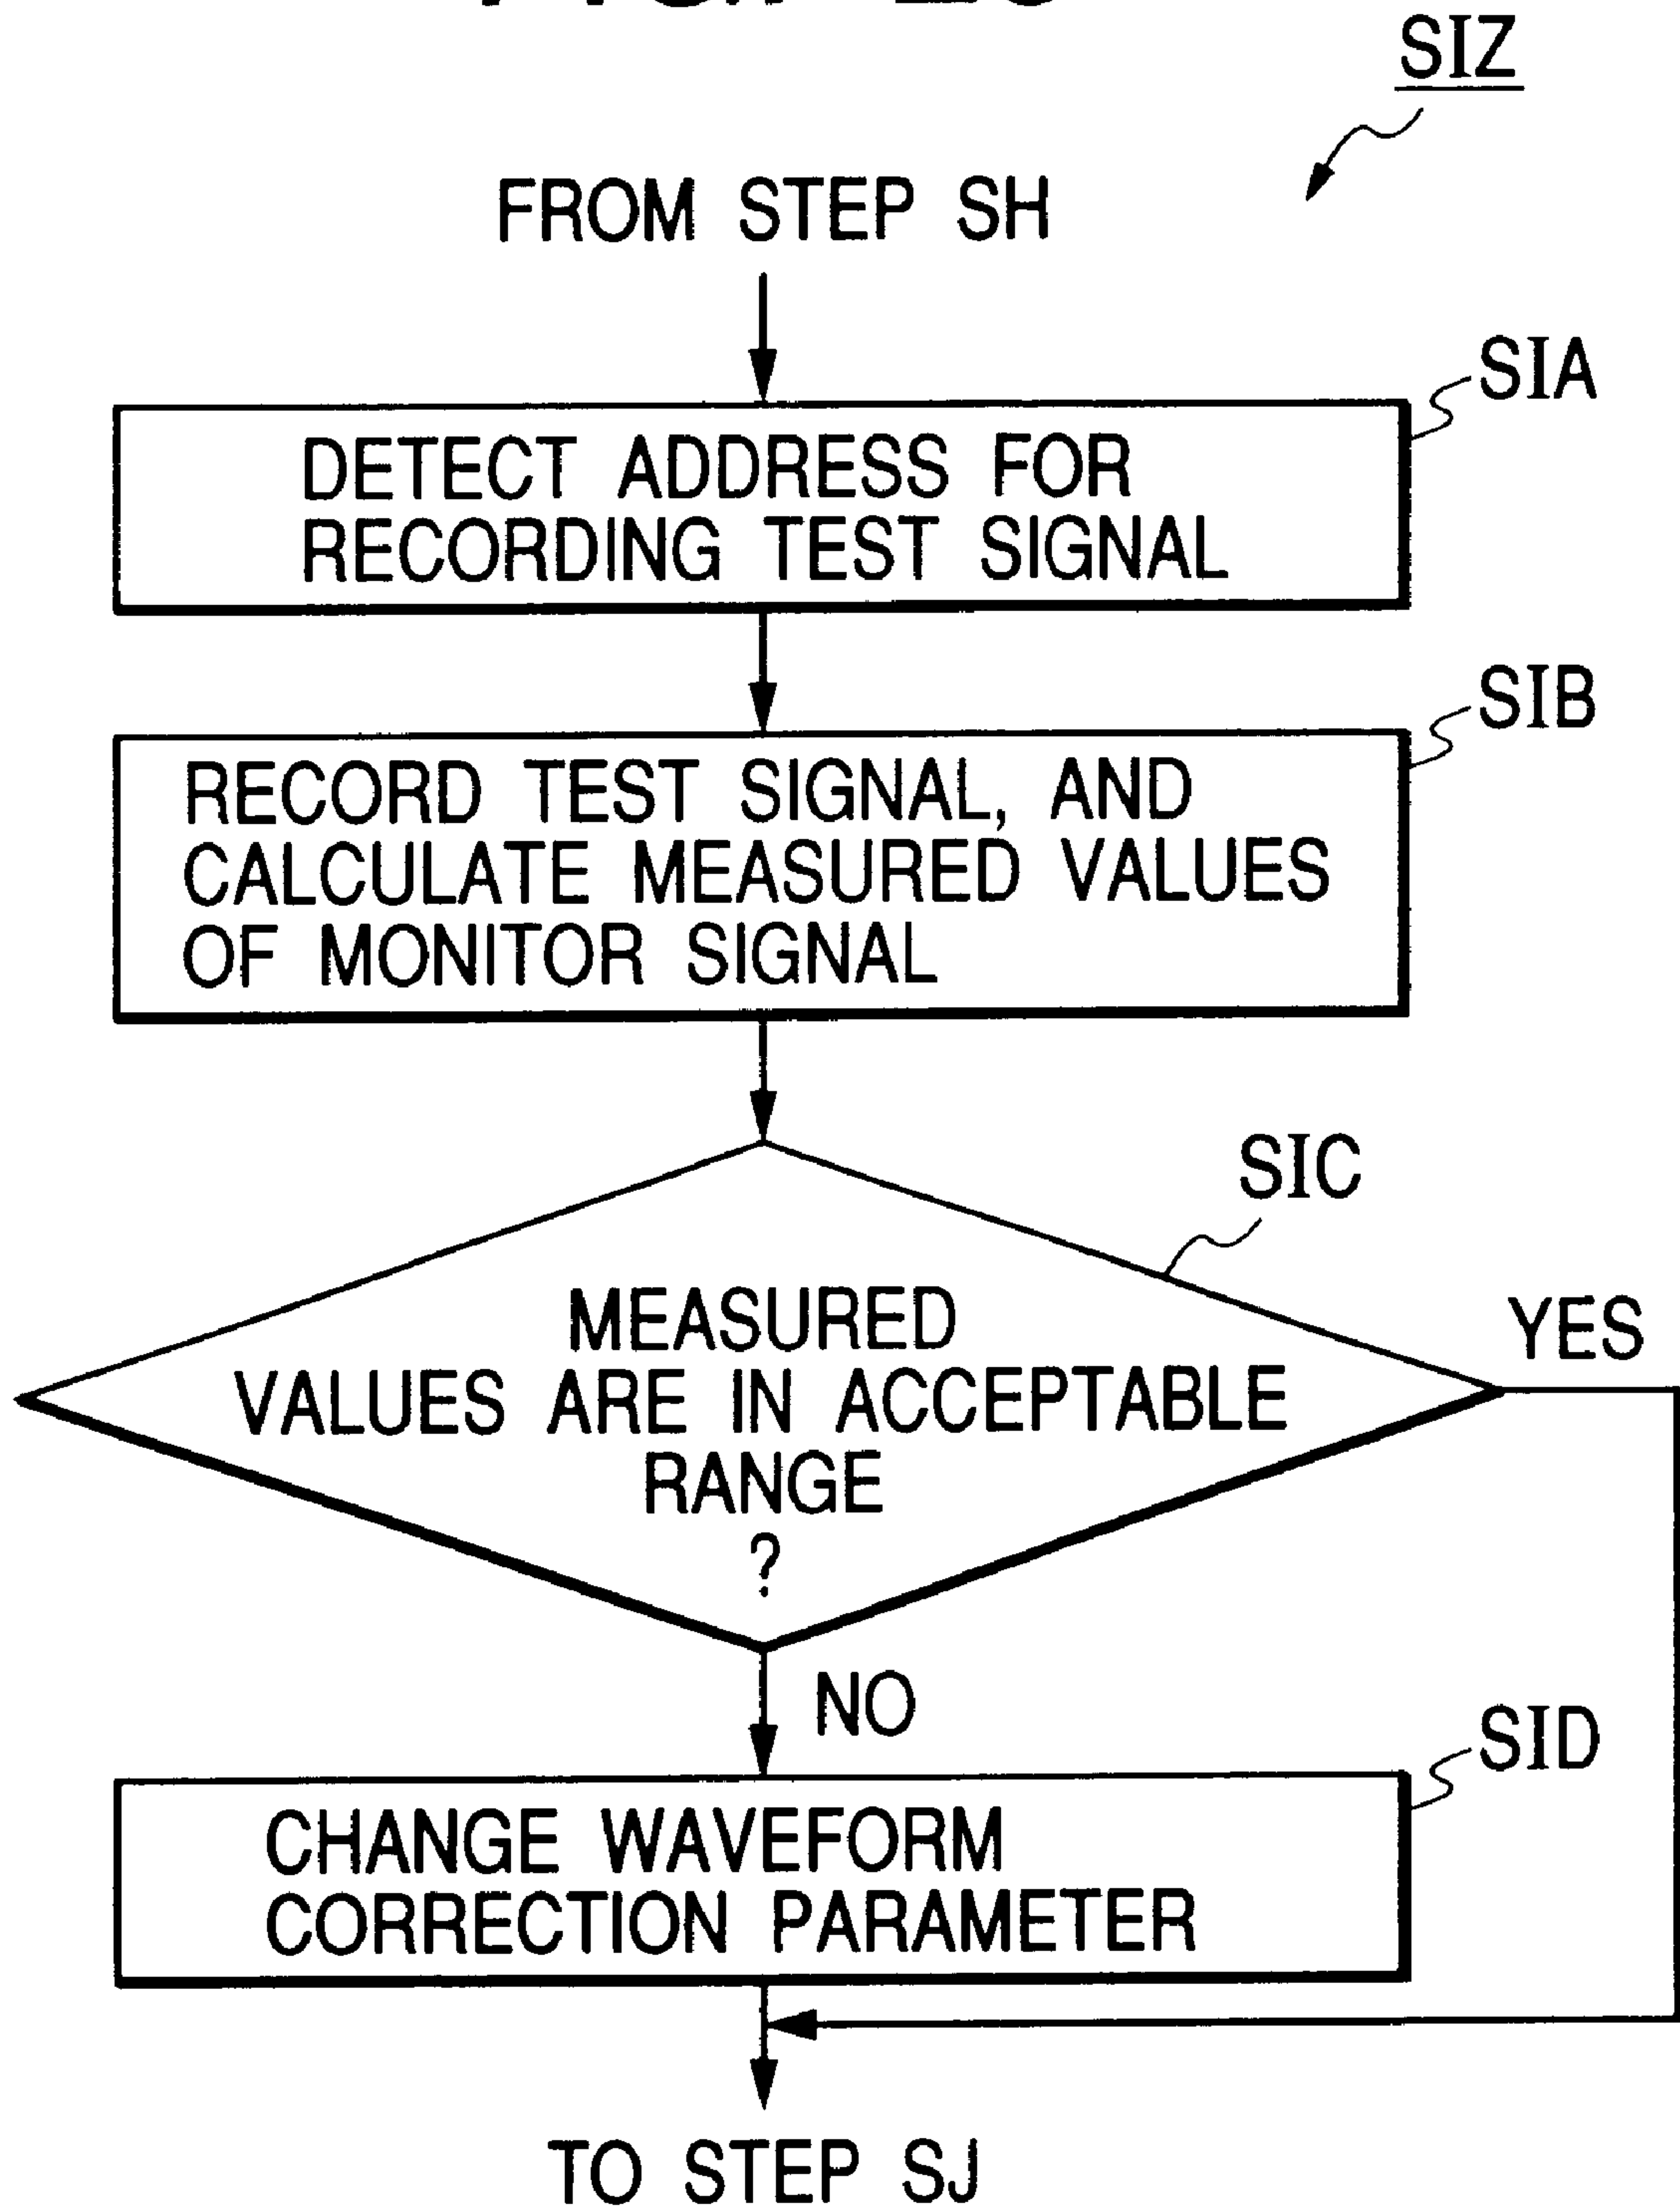 SIZ
FROM STEP SH
SIA
DETECT ADDRESS FOR
RECORDING TEST SIGNAL
SIB
RECORD TEST SIGNAL, AND
CALCULATE MEASURED VALUES
OF MONITOR SIGNAL
SIC
MEASURED
VALUES ARE IN ACCEPTABLE
RANGE
?
YES
NO
SID
CHANGE WAVEFORM
CORRECTION PARAMETER
TO STEP SJ